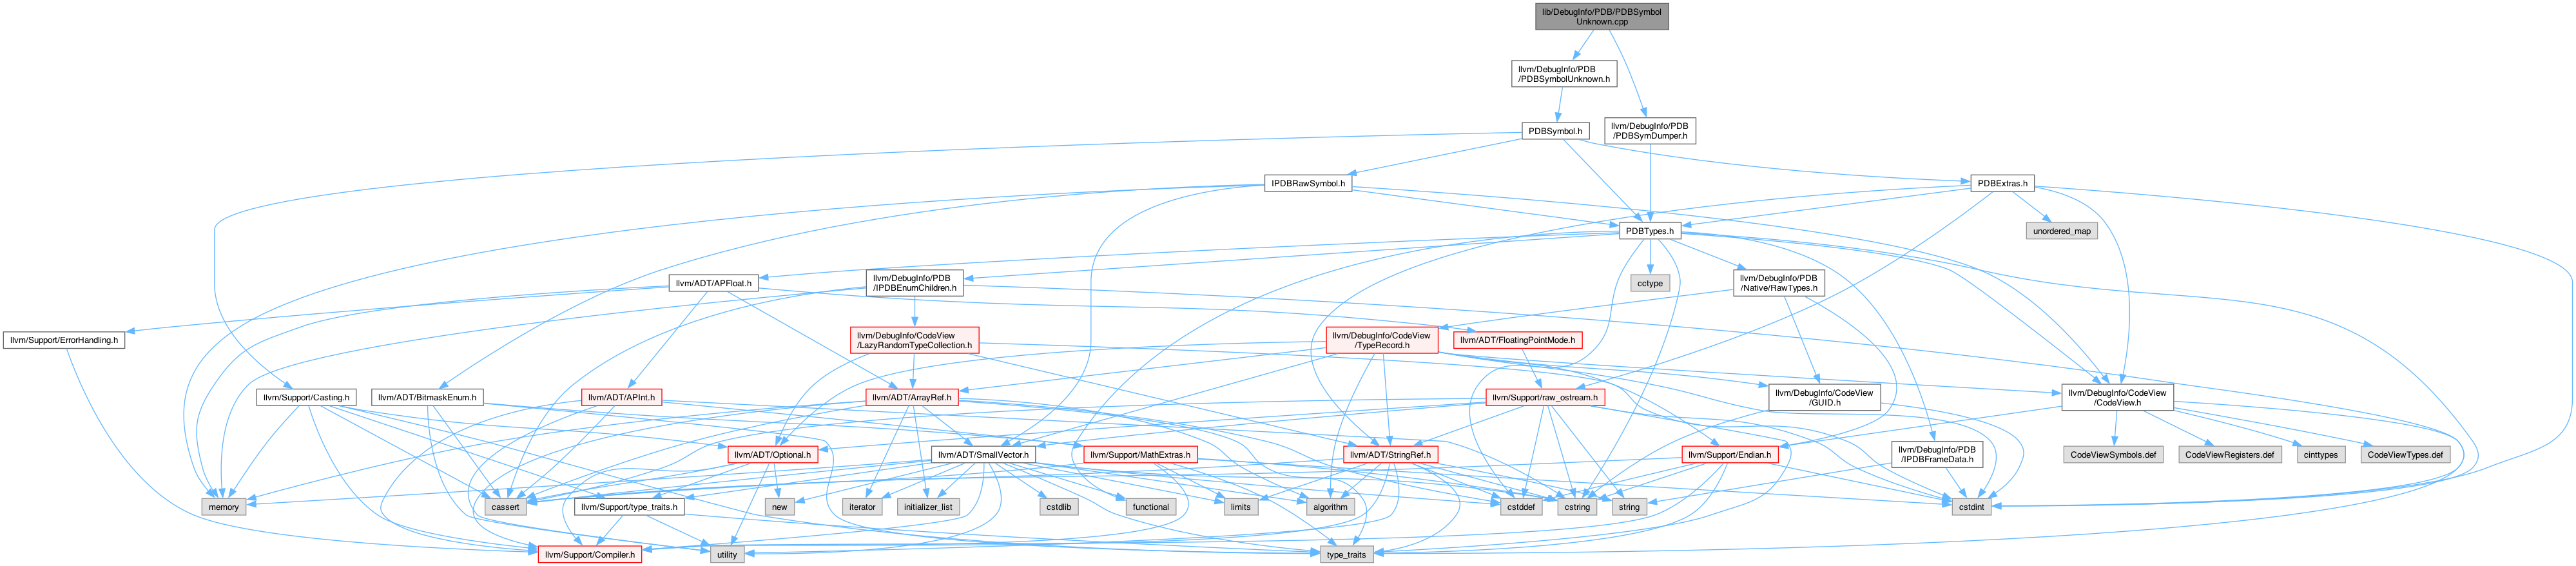 lib/DebugInfo/PDB/PDBSymbol
Unknown.cpp
llvm/DebugInfo/PDB
/PDBSymbolUnknown.h
PDBSymbol.h
llvm/DebugInfo/PDB
/PDBSymDumper.h
IPDBRawSymbol.h
PDBExtras.h
PDBTypes.h
unordered_map
llvm/ADT/APFloat.h
llvm/DebugInfo/PDB
/IPDBEnumChildren.h
cctype
llvm/DebugInfo/PDB
/Native/RawTypes.h
llvm/Support/ErrorHandling.h
llvm/DebugInfo/CodeView
/LazyRandomTypeCollection.h
llvm/DebugInfo/CodeView
/TypeRecord.h
llvm/ADT/FloatingPointMode.h
llvm/Support/Casting.h
llvm/ADT/BitmaskEnum.h
llvm/ADT/APInt.h
llvm/ADT/ArrayRef.h
llvm/Support/raw_ostream.h
llvm/DebugInfo/CodeView
/GUID.h
llvm/DebugInfo/CodeView
/CodeView.h
llvm/ADT/Optional.h
llvm/ADT/SmallVector.h
llvm/Support/MathExtras.h
llvm/ADT/StringRef.h
llvm/Support/Endian.h
llvm/DebugInfo/PDB
/IPDBFrameData.h
CodeViewSymbols.def
CodeViewRegisters.def
cinttypes
CodeViewTypes.def
memory
cassert
llvm/Support/type_traits.h
new
iterator
initializer_list
cstdlib
functional
limits
algorithm
cstddef
cstring
string
cstdint
llvm/Support/Compiler.h
utility
type_traits